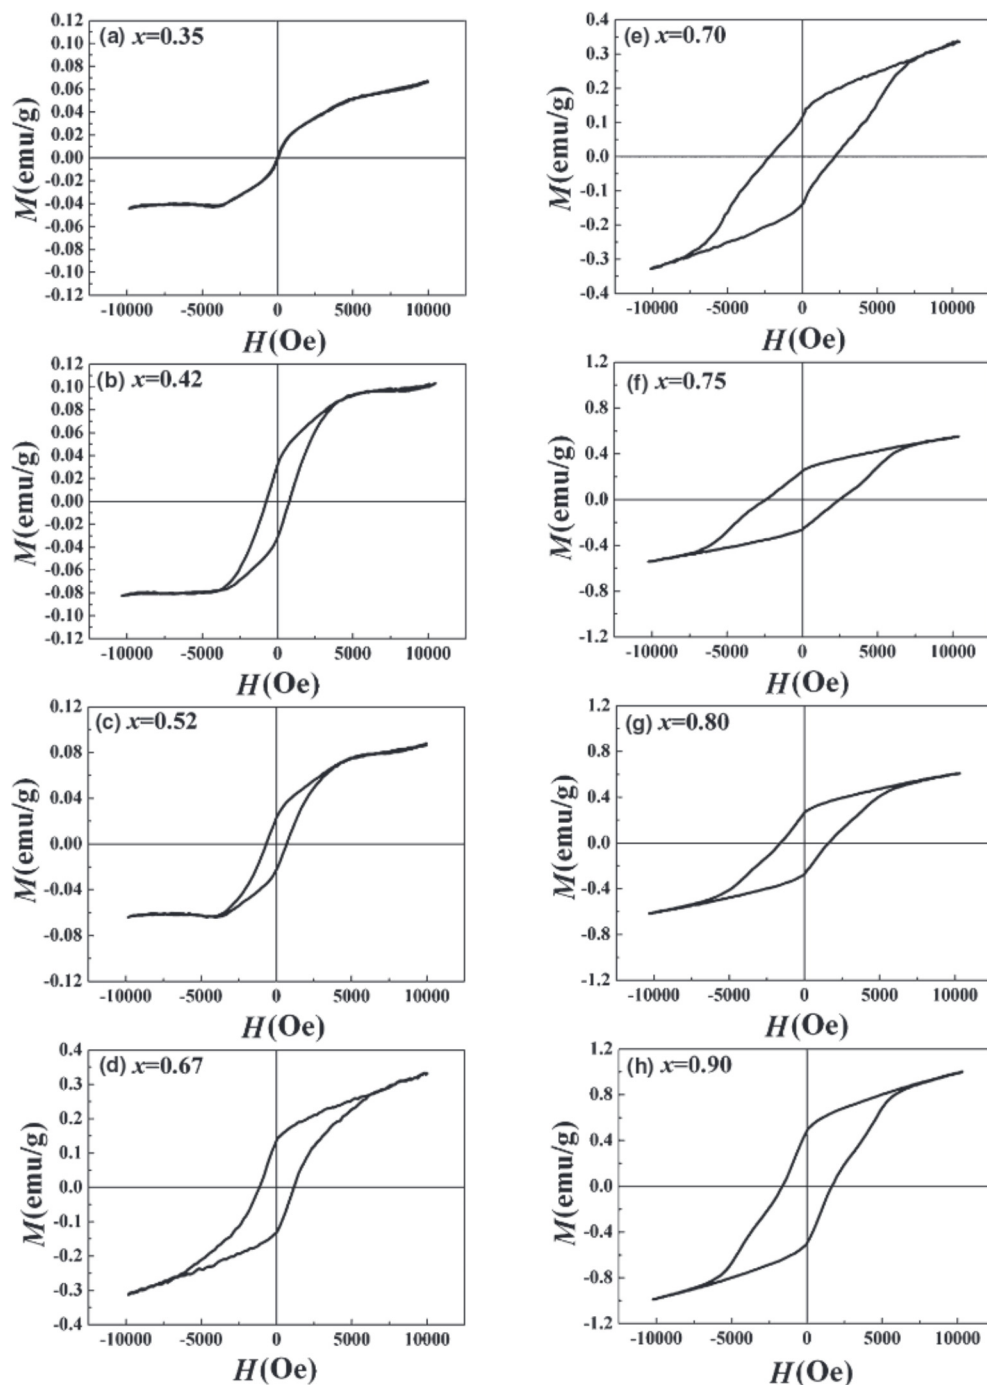 (a) x=0.35
0.12
0.10
0.08
0.06
0.04
0.02
0.00
-0.02
-0.04
-0.06
-0.08
-0.10
-0.12
M(emu/g)
-10000 -5000 0 5000 10000
H(Oe)
(e) x=0.70
0.4
0.3
0.2
0.1
0.0
-0.1
-0.2
-0.3
-0.4
M(emu/g)
-10000 -5000 0 5000 10000
H(Oe)
(b) x=0.42
0.12
0.10
0.08
0.06
0.04
0.02
0.00
-0.02
-0.04
-0.06
-0.08
-0.10
-0.12
M(emu/g)
-10000 -5000 0 5000 10000
H(Oe)
(f) x=0.75
1.2
0.8
0.4
0.0
-0.4
-0.8
-1.2
M(emu/g)
-10000 -5000 0 5000 10000
H(Oe)
(c) x=0.52
0.12
0.08
0.04
0.00
-0.04
-0.08
-0.12
M(emu/g)
-10000 -5000 0 5000 10000
H(Oe)
(g) x=0.80
1.2
0.8
0.4
0.0
-0.4
-0.8
-1.2
M(emu/g)
-10000 -5000 0 5000 10000
H(Oe)
(d) x=0.67
0.4
0.3
0.2
0.1
0.0
-0.1
-0.2
-0.3
-0.4
M(emu/g)
-10000 -5000 0 5000 10000
H(Oe)
(h) x=0.90
1.2
0.8
0.4
0.0
-0.4
-0.8
-1.2
M(emu/g)
-10000 -5000 0 5000 10000
H(Oe)